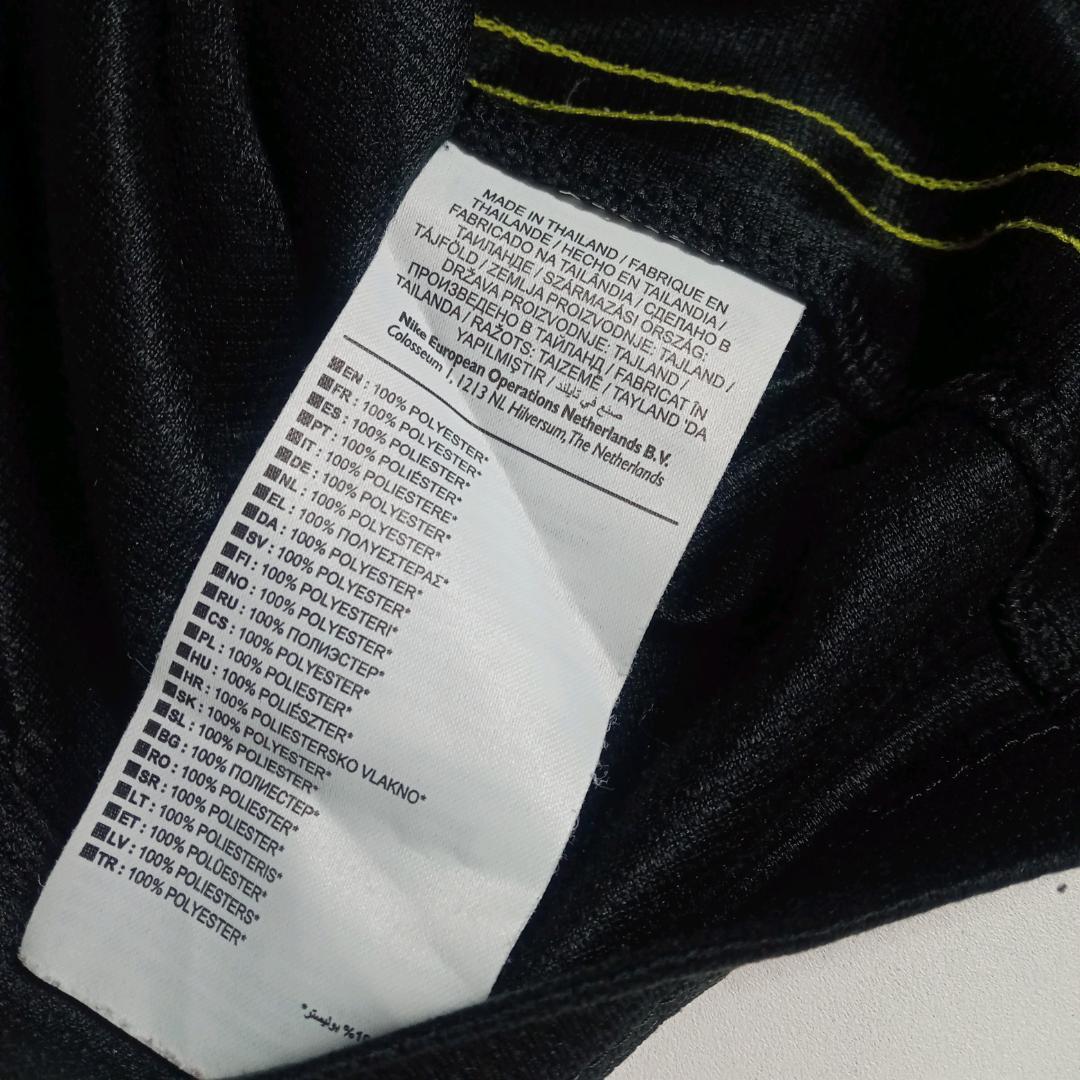 MADE IN THAILAND / FABRIQUE EN
THAILANDE / HECHO EN TAILANDIA /
FABRICADO NA TAILÂNDIA / СДЕЛАНО В
ТАИЛАНДЕ / SZÁRMAZÁSI ORSZÁG:
TÁJFÖLD / ZEMLJA PROIZVODNJE: TAJLAND /
DRŽAVA PROIZVODNJE: TAJLAND /
ПРОИЗВЕДЕНО В ТАЙЛАНД / FABRICAT ÎN
TAILANDA / RAŽOTS: TAIZEMĒ / TAYLAND 'DA
YAPILMIŞTIR / صنع في تايلند
Nike European Operations Netherlands B.V.
Colosseum 1, 1213 NL Hilversum, The Netherlands
EN : 100% POLYESTER*
FR : 100% POLYESTER*
ES : 100% POLIESTER*
PT : 100% POLIÉSTER*
IT : 100% POLIESTERE*
DE : 100% POLYESTER*
NL : 100% POLYESTER*
EL : 100% ΠΟΛΥΕΣΤΕΡΑΣ*
DA : 100% POLYESTER*
SV : 100% POLYESTER*
FI : 100% POLYESTERI*
NO : 100% POLYESTER*
RU : 100% ПОЛИЭСТЕР*
CS : 100% POLYESTER*
PL : 100% POLIESTER*
HU : 100% POLIÉSZTER*
HR : 100% POLIESTERSKO VLAKNO*
SK : 100% POLYESTER*
SL : 100% POLIESTER*
BG : 100% ПОЛИЕСТЕР*
RO : 100% POLIESTER*
SR : 100% POLIESTER*
LT : 100% POLIESTERIS*
ET : 100% POLÜESTER*
LV : 100% POLIESTERS*
TR : 100% POLYESTER*
% بوليستر*